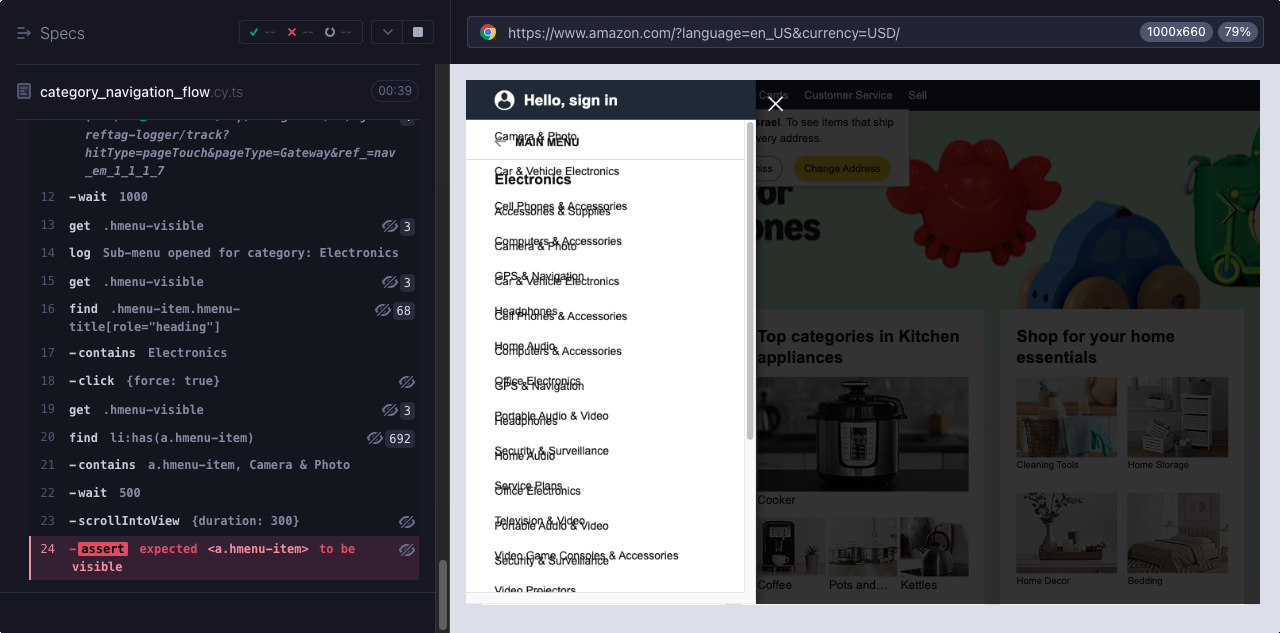 Specs
-- -- --
category_navigation_flow.cy.ts
00:39
reftag-logger/track?
hitType=pageTouch&pageType=Gateway&ref_=nav
_em_1_1_1_7
12 -wait 1000
13 get .hmenu-visible 3
14 log Sub-menu opened for category: Electronics
15 get .hmenu-visible 3
16 find .hmenu-item.hmenu-
title[role="heading"] 68
17 -contains Electronics
18 -click {force: true}
19 get .hmenu-visible 3
20 find li:has(a.hmenu-item) 692
21 -contains a.hmenu-item, Camera & Photo
22 -wait 500
23 -scrollIntoView {duration: 300}
24 -assert expected <a.hmenu-item> to be
visible
https://www.amazon.com/?language=en_US&currency=USD/
1000x660
79%
Hello, sign in
Cards Customer Service Sell
Camera & Photo
MAIN MENU
Car & Vehicle Electronics
Electronics
Cell Phones & Accessories
Accessories & Supplies
Computers & Accessories
Camera & Photo
GPS & Navigation
Car & Vehicle Electronics
Headphones
Cell Phones & Accessories
Home Audio
Computers & Accessories
Office Electronics
GPS & Navigation
Portable Audio & Video
Headphones
Security & Surveillance
Home Audio
Service Plans
Office Electronics
Television & Video
Portable Audio & Video
Video Game Consoles & Accessories
Security & Surveillance
Video Projectors
srael. To see items that ship
very address.
miss
Change Address
or
ones
Top categories in Kitchen
appliances
Cooker
Coffee
Pots and...
Kettles
Shop for your home
essentials
Cleaning Tools
Home Storage
Home Decor
Bedding